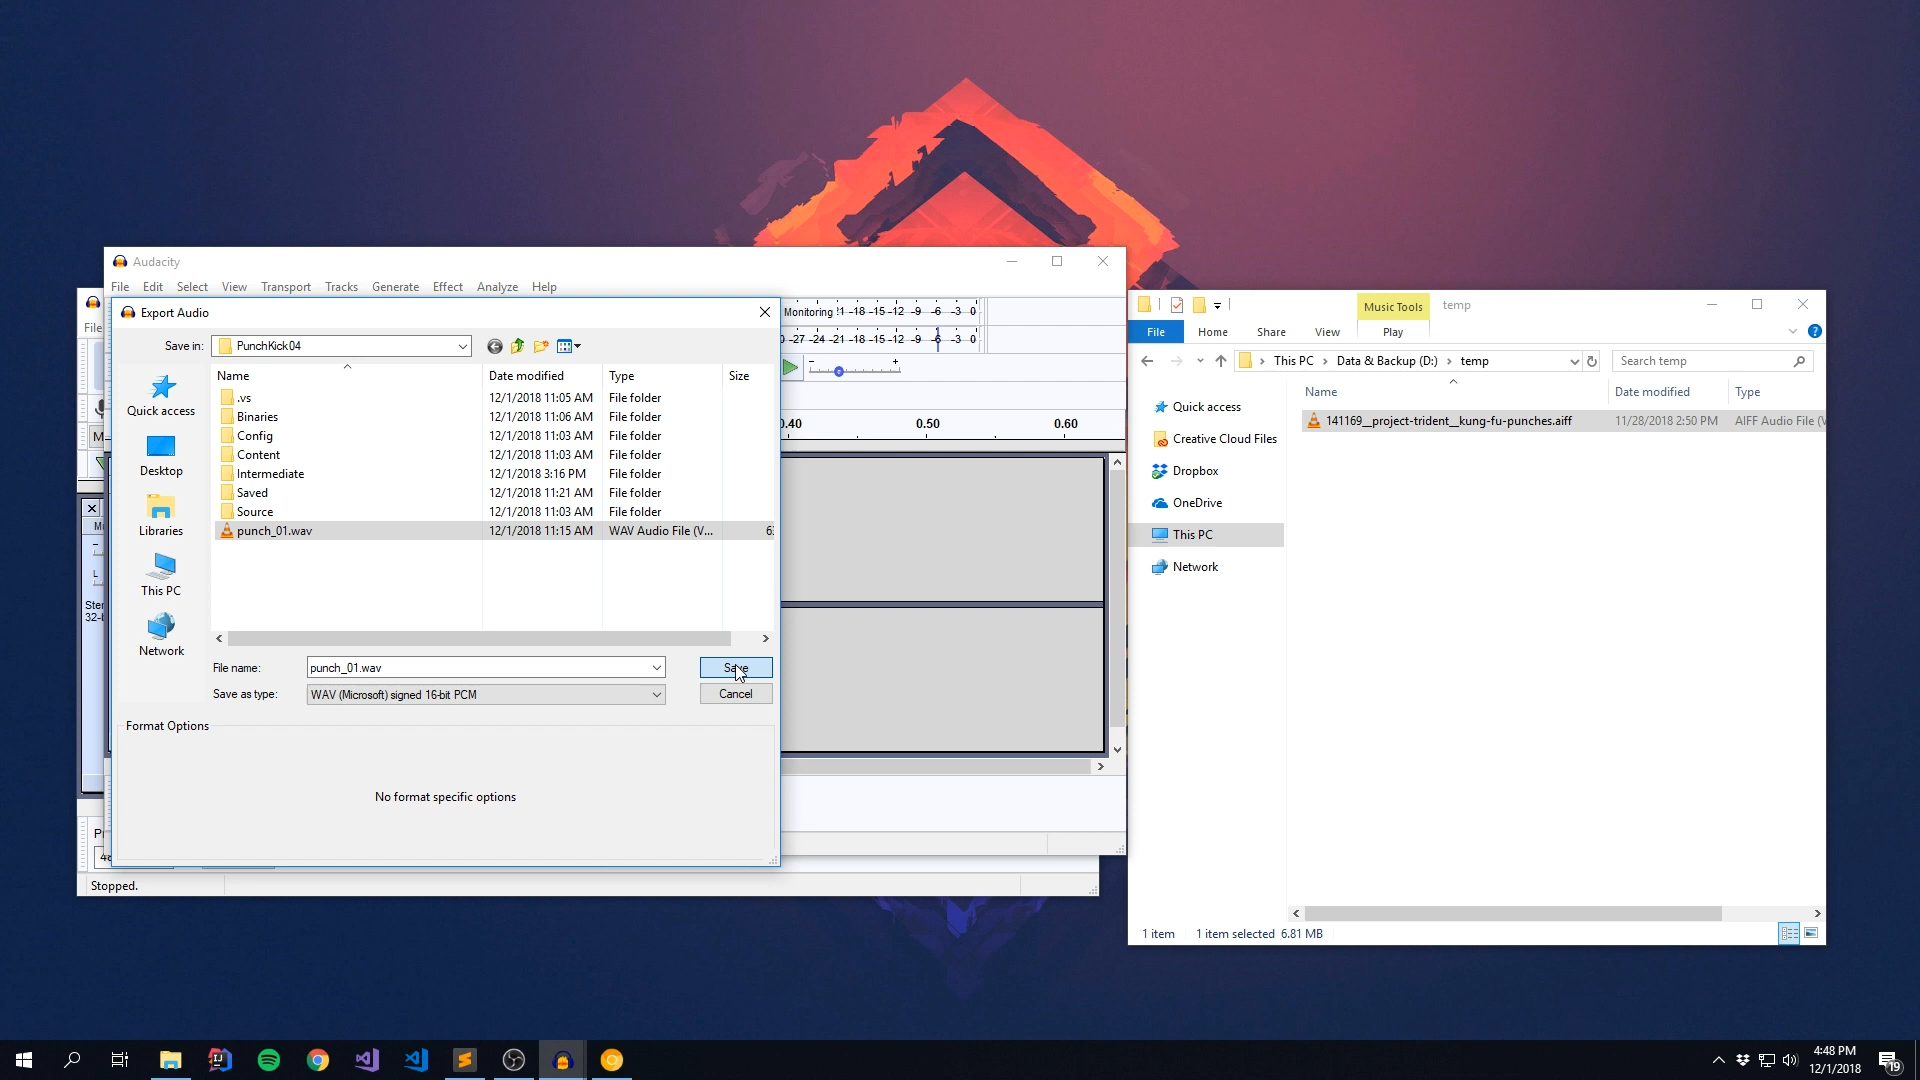 Audacity
File Edit Select View Transport Tracks Generate Effect Analyze Help
File
Export Audio
Save in: PunchKick04
Name Date modified Type Size
.vs 12/1/2018 11:05 AM File folder
Binaries 12/1/2018 11:06 AM File folder
Config 12/1/2018 11:03 AM File folder
Content 12/1/2018 11:03 AM File folder
Intermediate 12/1/2018 3:16 PM File folder
Saved 12/1/2018 11:21 AM File folder
Source 12/1/2018 11:03 AM File folder
punch_01.wav 12/1/2018 11:15 AM WAV Audio File (V...
Quick access
Desktop
Libraries
This PC
Network
File name: punch_01.wav Save
Save as type: WAV (Microsoft) signed 16-bit PCM Cancel
Format Options
No format specific options
Monitoring -18 -15 -12 -9 -6 -3 0
-27 -24 -21 -18 -15 -12 -9 -6 -3 0
0.40 0.50 0.60
L
Stopped.
Music Tools temp
File Home Share View Play
This PC Data & Backup (D:) temp Search temp
Name Date modified Type
141169__project-trident__kung-fu-punches.aiff 11/28/2018 2:50 PM AIFF Audio File (V
Quick access
Creative Cloud Files
Dropbox
OneDrive
This PC
Network
1 item 1 item selected 6.81 MB
4:48 PM
12/1/2018
19